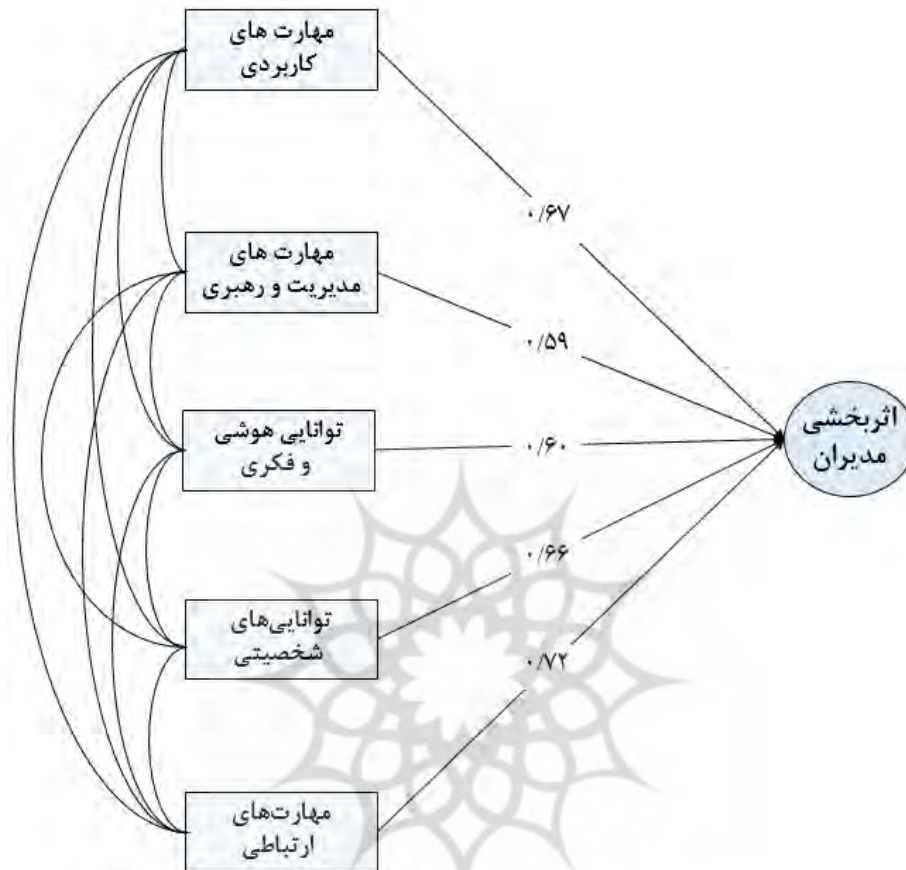 مهارت های
کاربردی
۰/۶۷
مهارت های
مدیریت و رهبری
۰/۵۹
توانایی هوشی
و فکری
۰/۶۰
اثربخشی
مدیران
توانایی‌های
شخصیتی
۰/۶۶
مهارت‌های
ارتباطی
۰/۷۲